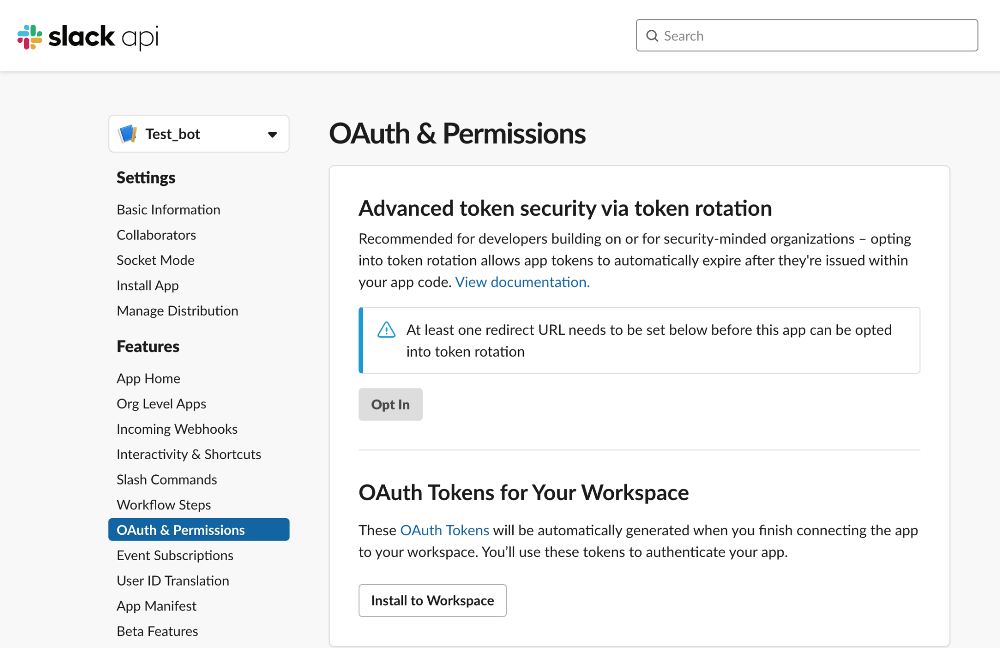 slack api
Search
Test_bot
Settings
Basic Information
Collaborators
Socket Mode
Install App
Manage Distribution
Features
App Home
Org Level Apps
Incoming Webhooks
Interactivity & Shortcuts
Slash Commands
Workflow Steps
OAuth & Permissions
Event Subscriptions
User ID Translation
App Manifest
Beta Features
OAuth & Permissions
Advanced token security via token rotation
Recommended for developers building on or for security-minded organizations – opting
into token rotation allows app tokens to automatically expire after they're issued within
your app code. View documentation.
At least one redirect URL needs to be set below before this app can be opted
into token rotation
Opt In
OAuth Tokens for Your Workspace
These OAuth Tokens will be automatically generated when you finish connecting the app
to your workspace. You’ll use these tokens to authenticate your app.
Install to Workspace